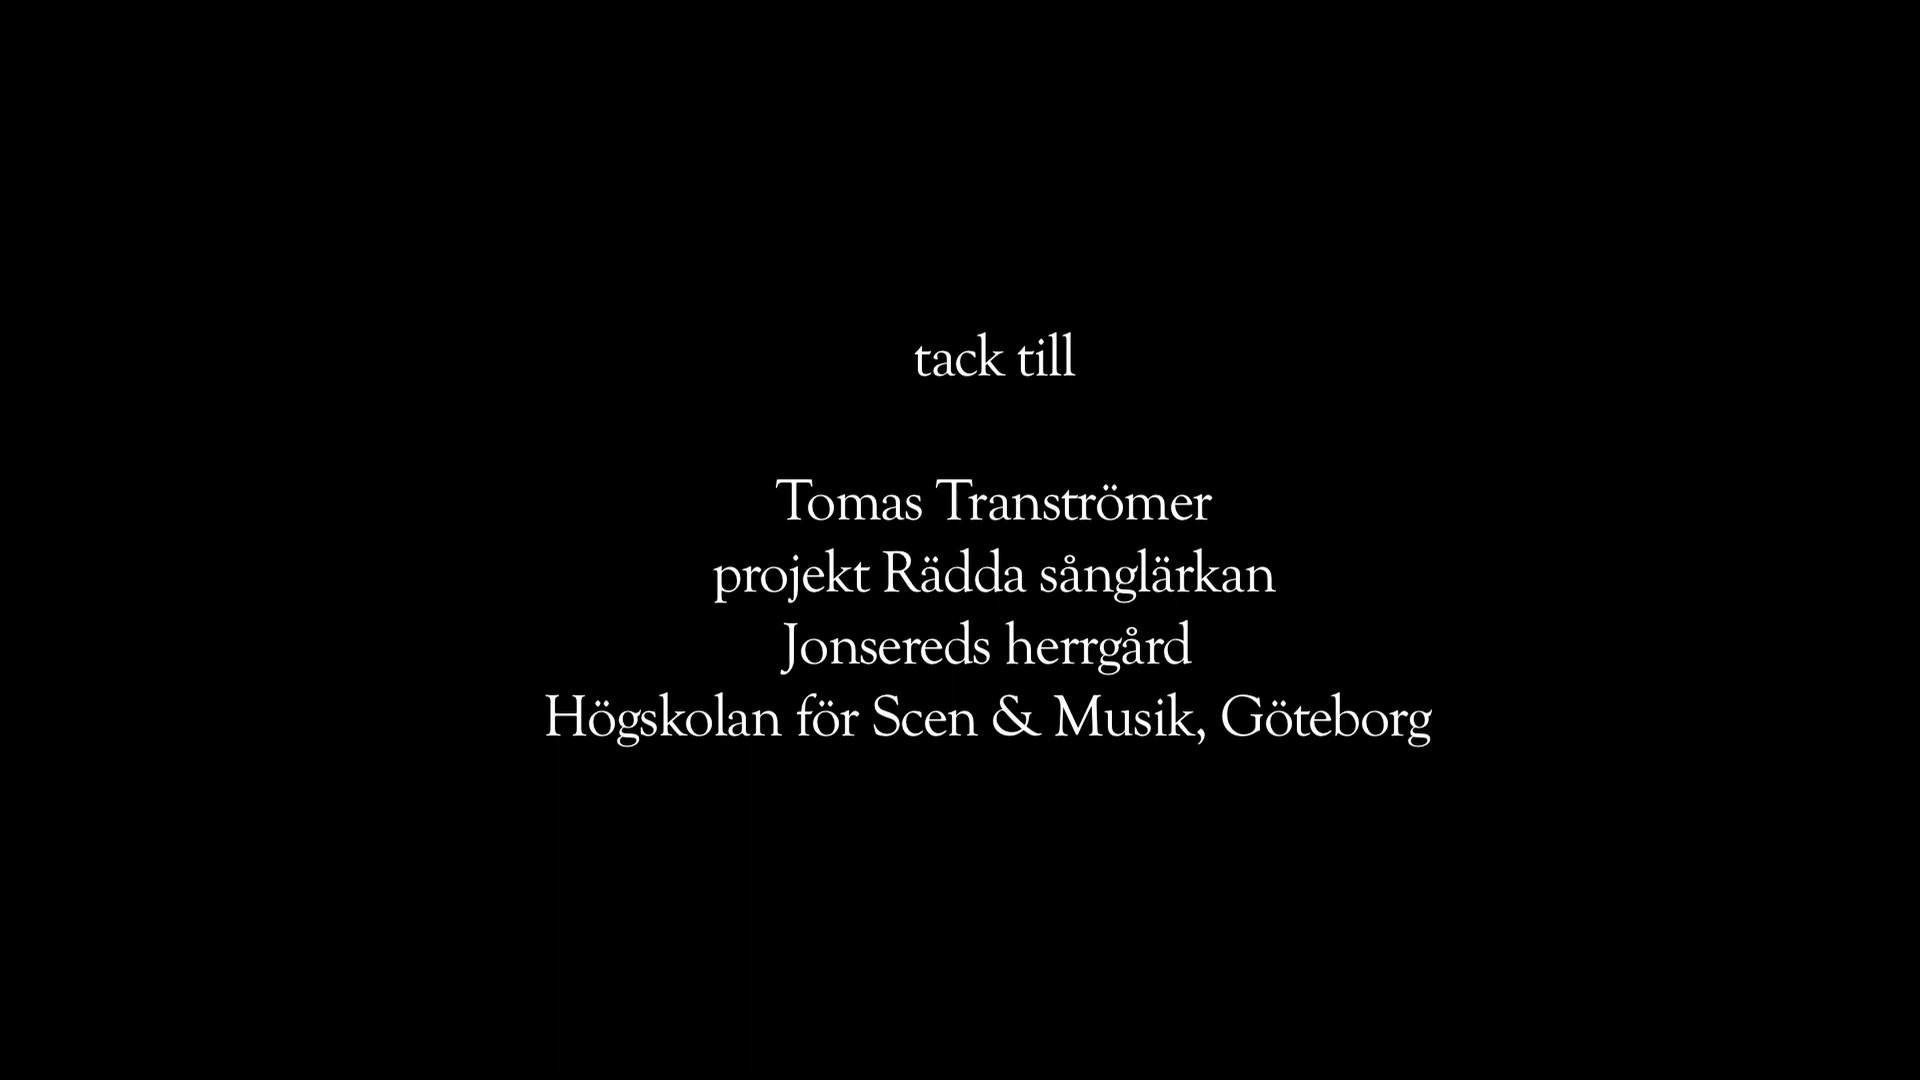 tack till
Tomas Tranströmer
projekt Rädda sånglärkan
Jonsereds herrgård
Högskolan för Scen & Musik, Göteborg